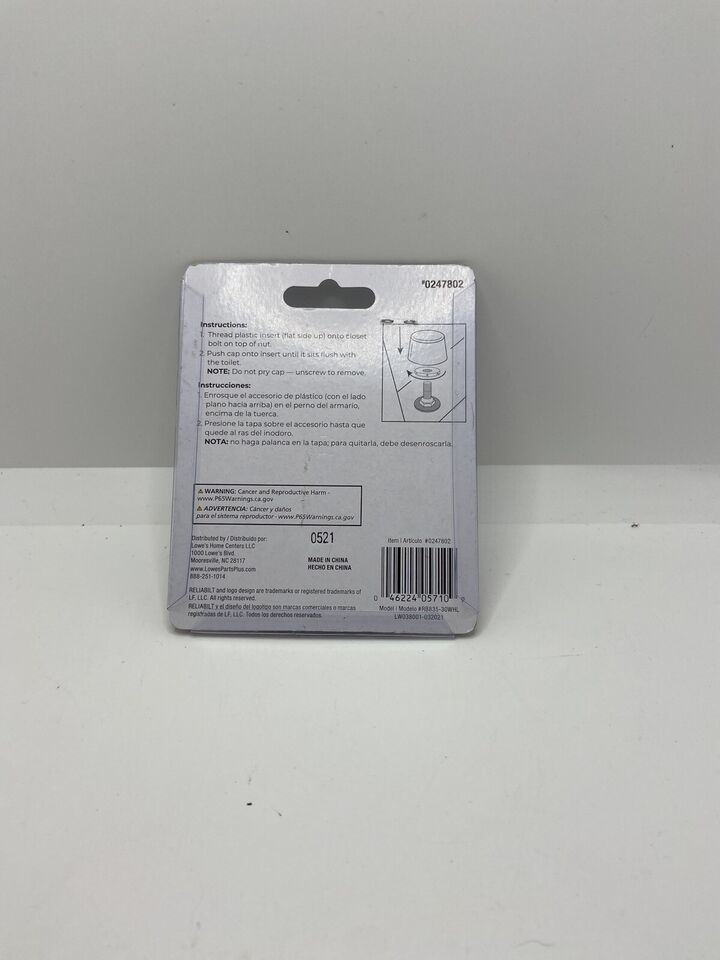 #0247802
Instructions:
1. Thread plastic insert (flat side up) onto closet
bolt on top of nut.
2. Push cap onto insert until it sits flush with
the toilet.
NOTE: Do not pry cap — unscrew to remove.
Instrucciones:
1. Enrosque el accesorio de plástico (con el lado
plano hacia arriba) en el perno del armario,
encima de la tuerca.
2. Presione la tapa sobre el accesorio hasta que
quede al ras del inodoro.
NOTA: no haga palanca en la tapa; para quitarla, debe desenroscarla.
⚠ WARNING: Cancer and Reproductive Harm -
www.P65Warnings.ca.gov
⚠ ADVERTENCIA: Cáncer y daños
para el sistema reproductor - www.P65Warnings.ca.gov
Distributed by / Distribuido por:
Lowe's Home Centers LLC
1000 Lowe's Blvd.
Mooresville, NC 28117
www.LowesPartsPlus.com
888-251-1014
0521
MADE IN CHINA
HECHO EN CHINA
RELIABILT and logo design are trademarks or registered trademarks of
LF, LLC. All rights reserved.
RELIABILT y el diseño del logotipo son marcas comerciales o marcas
registradas de LF, LLC. Todos los derechos reservados.
Item | Artículo #0247802
0 46224 05710
Model | Modelo #RB835-30WHL
LW038001-032021